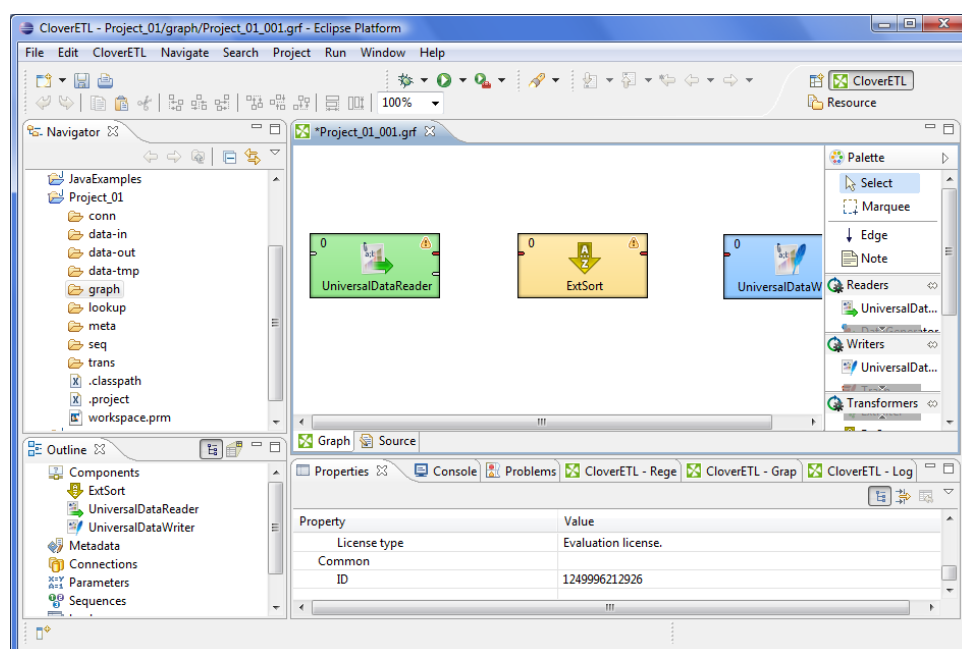 CloverETL - Project_01/graph/Project_01_001.grf - Eclipse Platform
File Edit CloverETL Navigate Search Project Run Window Help
CloverETL
100%
Resource
Navigator
*Project_01_001.grf
JavaExamples
Project_01
conn
data-in
data-out
data-tmp
graph
lookup
meta
seq
trans
.classpath
.project
workspace.prm
0
UniversalDataReader
0
ExtSort
0
UniversalDataW
Palette
Select
Marquee
Edge
Note
Readers
UniversalDat...
Writers
UniversalDat...
Transformers
Graph Source
Outline
Components
ExtSort
UniversalDataReader
UniversalDataWriter
Metadata
Connections
Parameters
Sequences
Properties Console Problems CloverETL - Rege CloverETL - Grap CloverETL - Log
Property Value
License type Evaluation license.
Common
ID 1249996212926